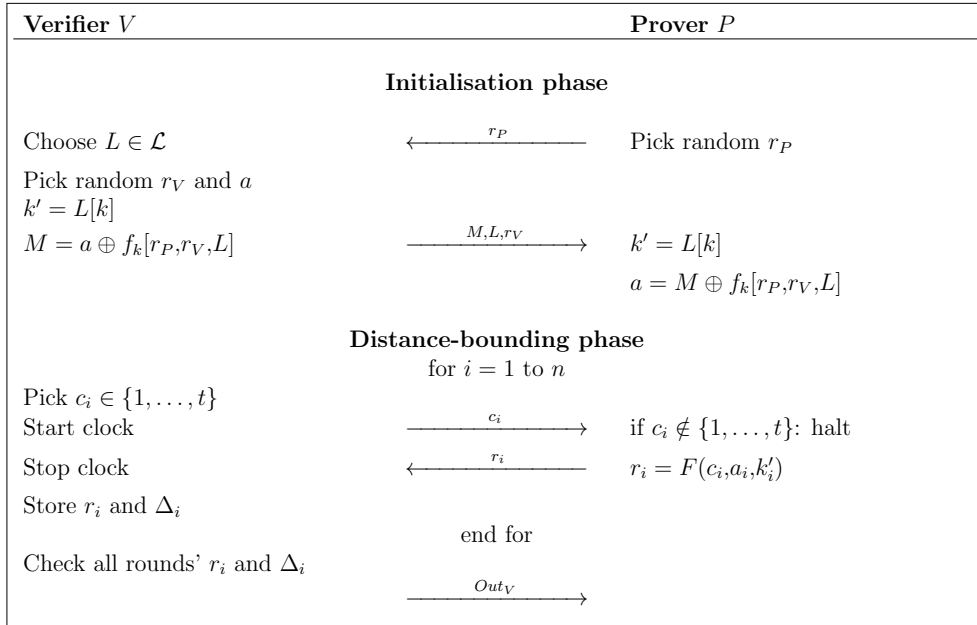 Verifier V Prover P
Initialisation phase
Choose L ∈ 𝓛 r_P Pick random r_P
Pick random r_V and a
k′ = L[k]
M = a ⊕ f_k[r_P,r_V,L] M,L,r_V k′ = L[k]
a = M ⊕ f_k[r_P,r_V,L]
Distance-bounding phase
for i = 1 to n
Pick c_i ∈ {1, . . . , t}
Start clock c_i if c_i ∉ {1, . . . , t}: halt
Stop clock r_i r_i = F(c_i,a_i,k′_i)
Store r_i and Δ_i
end for
Check all rounds’ r_i and Δ_i
Out_V